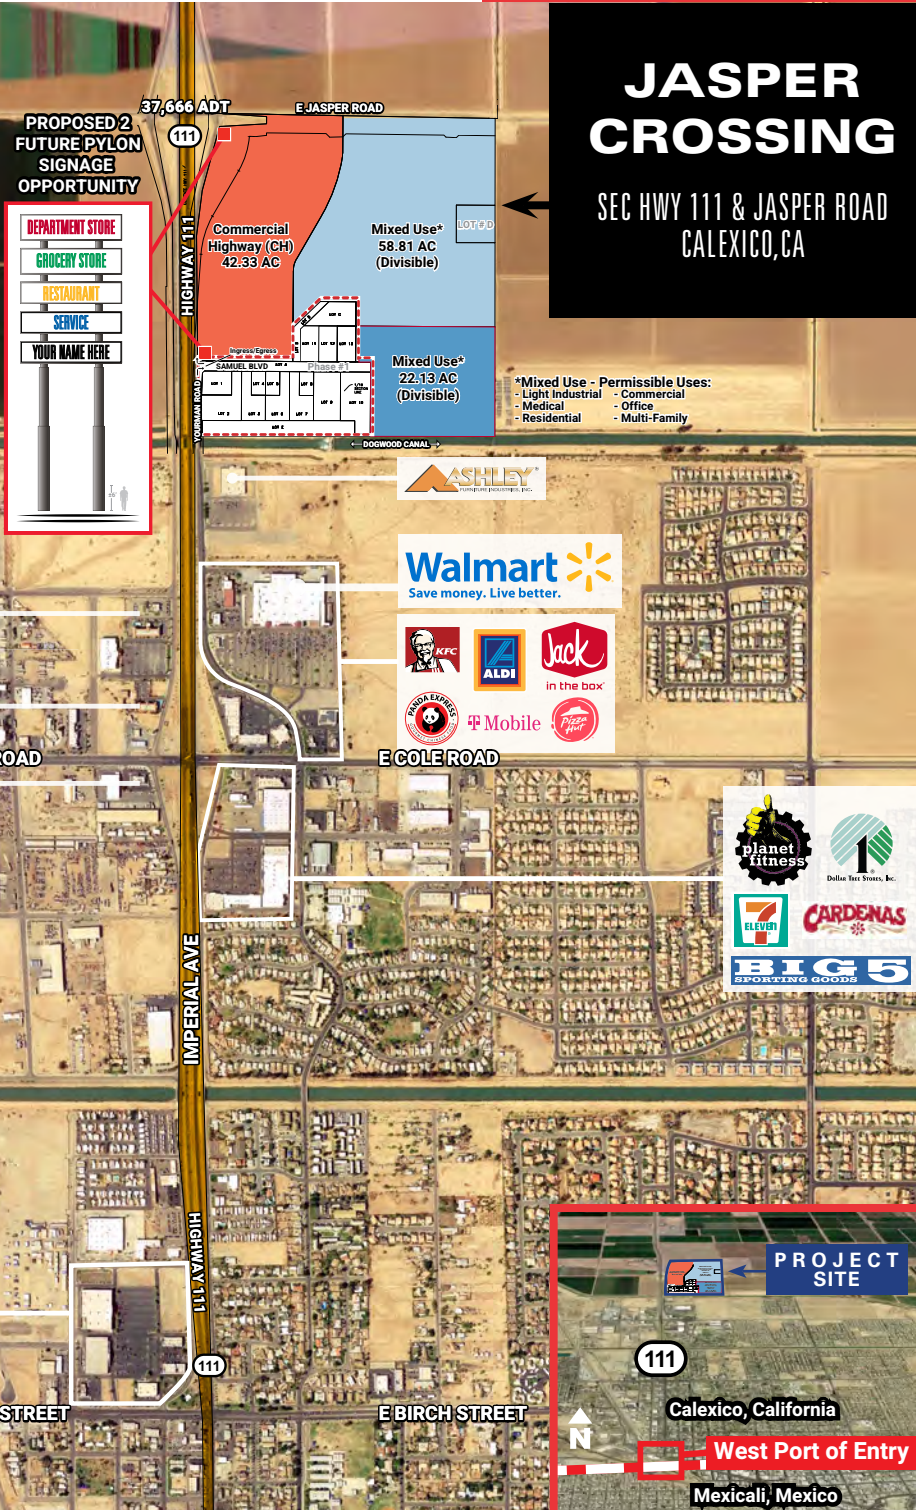 JASPER
CROSSING
SEC HWY 111 & JASPER ROAD
CALEXICO,CA
37,666 ADT
E JASPER ROAD
PROPOSED 2
FUTURE PYLON
SIGNAGE
OPPORTUNITY
111
DEPARTMENT STORE
GROCERY STORE
RESTAURANT
SERVICE
YOUR NAME HERE
HIGHWAY 111
Commercial
Highway (CH)
42.33 AC
Mixed Use*
58.81 AC
(Divisible)
LOT # D
Ingress/Egress
SAMUEL BLVD
Phase #1
YOURMAN ROAD
Mixed Use*
22.13 AC
(Divisible)
*Mixed Use - Permissible Uses:
- Light Industrial - Commercial
- Medical - Office
- Residential - Multi-Family
DOGWOOD CANAL
ASHLEY
FURNITURE INDUSTRIES, INC.
Walmart
Save money. Live better.
KFC
ALDI
Jack
in the box
PANDA EXPRESS
T Mobile
Pizza
Hut
ROAD
E COLE ROAD
planet
fitness
1
DOLLAR TREE STORES, INC.
7
ELEVEn
CARDENAS
BIG 5
SPORTING GOODS
IMPERIAL AVE
HIGHWAY 111
111
STREET
E BIRCH STREET
PROJECT
SITE
111
Calexico, California
N
West Port of Entry
Mexicali, Mexico